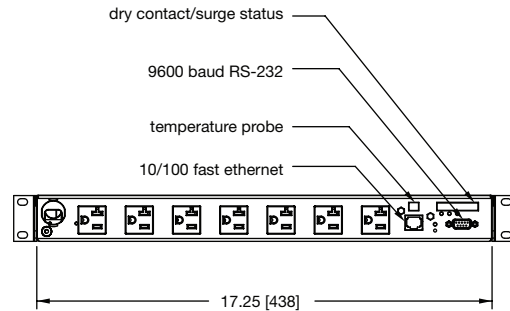 dry contact/surge status
9600 baud RS-232
temperature probe
10/100 fast ethernet
17.25 [438]